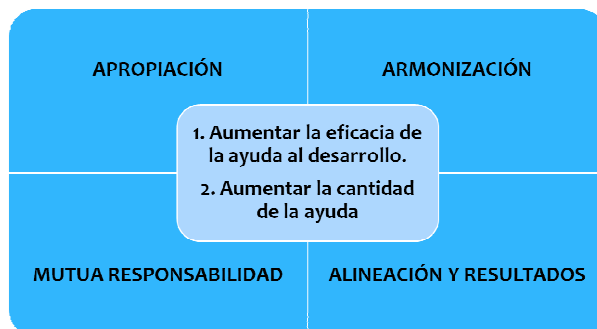 APROPIACIÓN
ARMONIZACIÓN
1. Aumentar la eficacia de
la ayuda al desarrollo.
2. Aumentar la cantidad
de la ayuda
MUTUA RESPONSABILIDAD
ALINEACIÓN Y RESULTADOS